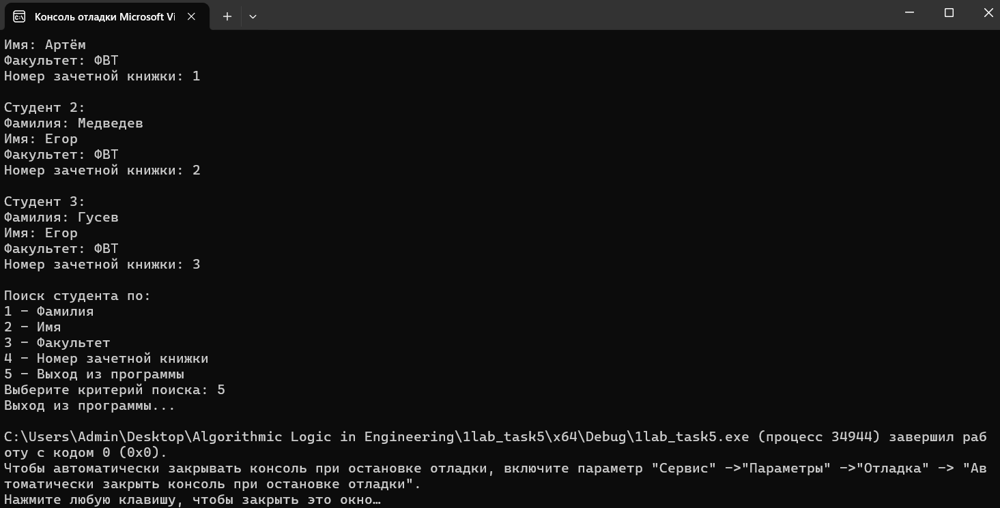 Консоль отладки Microsoft Vi
Имя: Артём
Факультет: ФВТ
Номер зачетной книжки: 1
Студент 2:
Фамилия: Медведев
Имя: Егор
Факультет: ФВТ
Номер зачетной книжки: 2
Студент 3:
Фамилия: Гусев
Имя: Егор
Факультет: ФВТ
Номер зачетной книжки: 3
Поиск студента по:
1 - Фамилия
2 - Имя
3 - Факультет
4 - Номер зачетной книжки
5 - Выход из программы
Выберите критерий поиска: 5
Выход из программы...
C:\Users\Admin\Desktop\Algorithmic Logic in Engineering\1lab_task5\x64\Debug\1lab_task5.exe (процесс 34944) завершил раб
оту с кодом 0 (0x0).
Чтобы автоматически закрывать консоль при остановке отладки, включите параметр "Сервис" ->"Параметры" ->"Отладка" -> "Ав
томатически закрыть консоль при остановке отладки".
Нажмите любую клавишу, чтобы закрыть это окно…